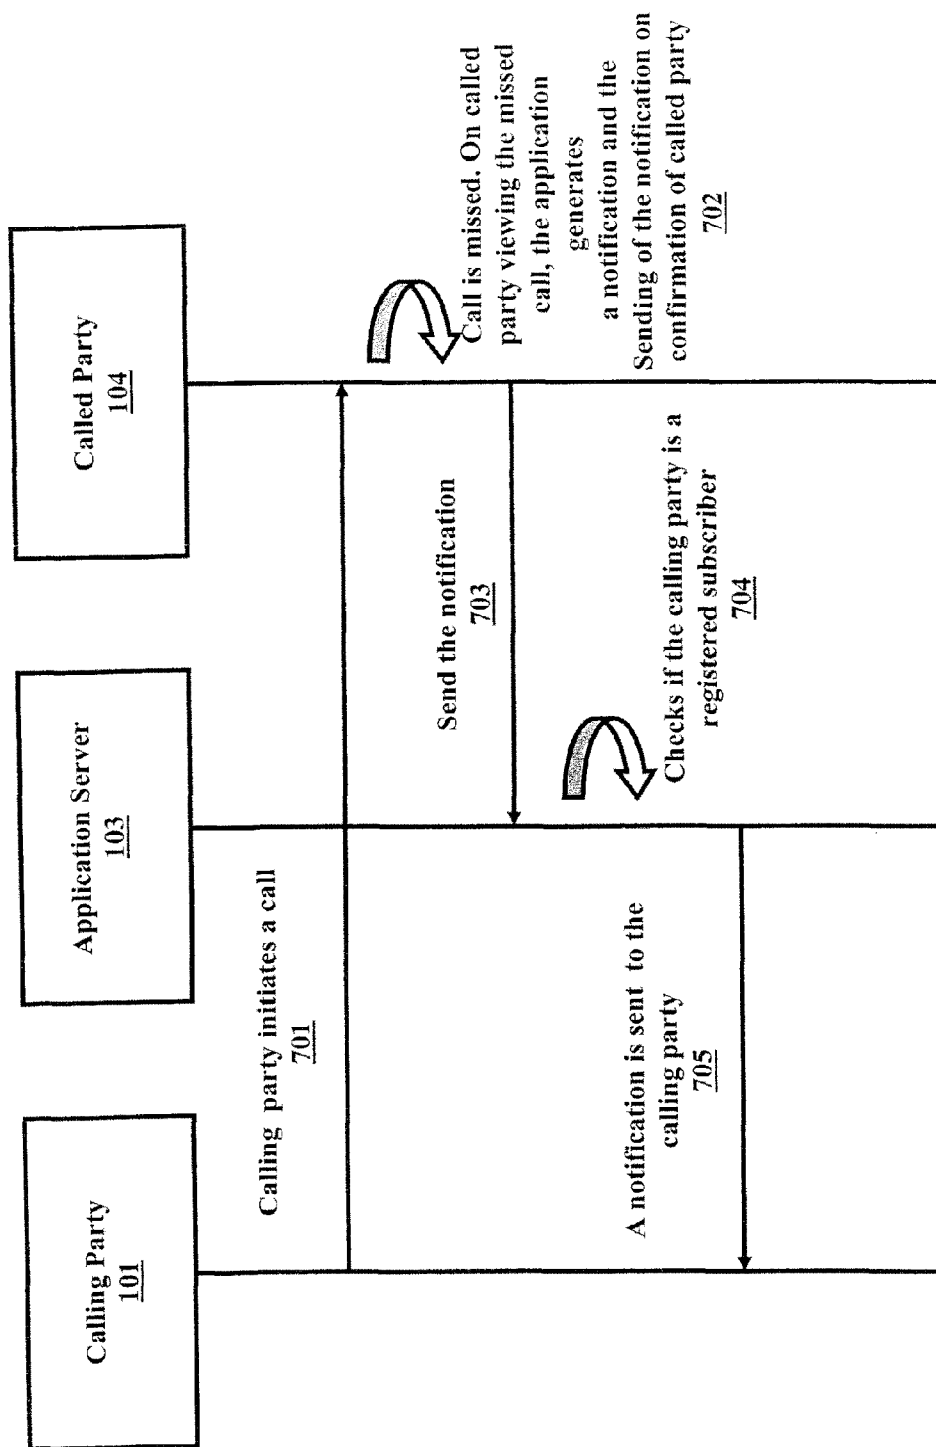 Calling Party
101
Application Server
103
Called Party
104
Calling party initiates a call
701
Call is missed. On called
party viewing the missed
call, the application
generates
a notification and the
Sending of the notification on
confirmation of called party
702
Send the notification
703
Checks if the calling party is a
registered subscriber
704
A notification is sent to the
calling party
705